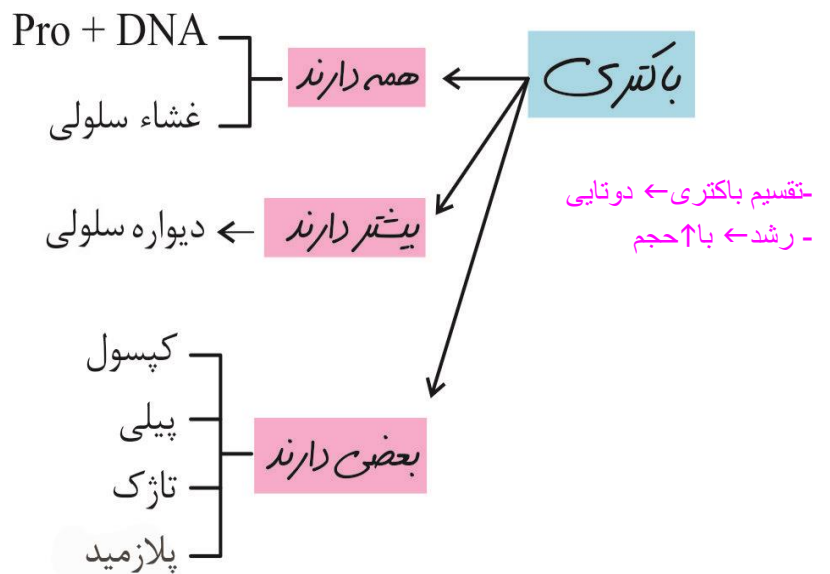 باکتری
همه دارند
Pro + DNA
غشاء سلولی
بیشتر دارند ← دیواره سلولی
بعضی دارند
کپسول
پیلی
تاژک
پلازمید
-تقسیم باکتری← دوتایی
- رشد← با↑حجم